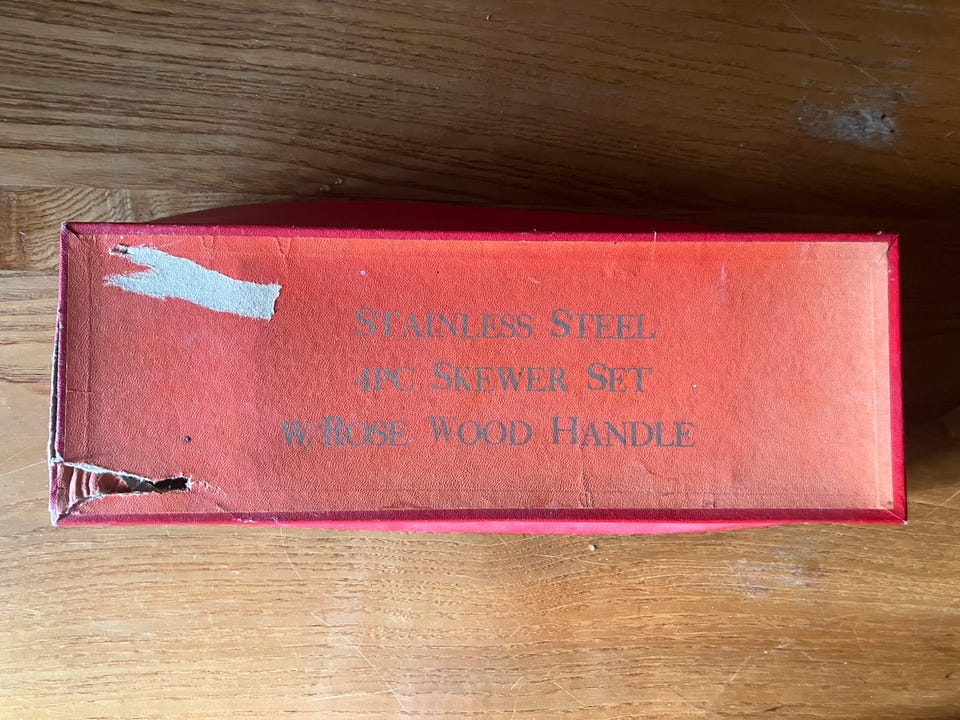 STAINLESS STEEL
4PC SKEWER SET
W/ROSE WOOD HANDLE